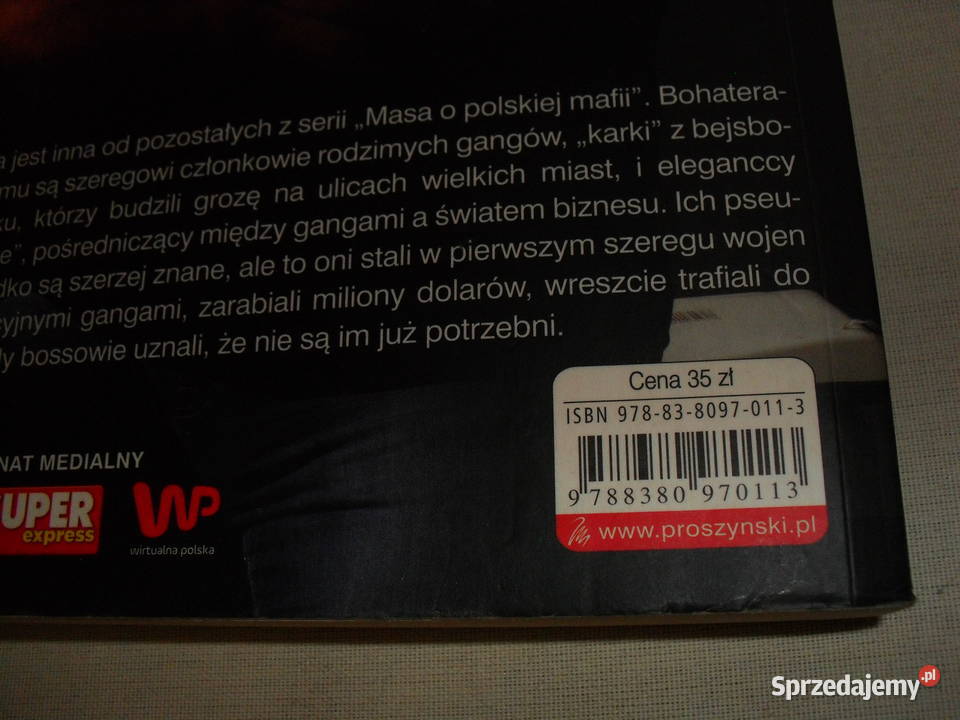 a jest inna od pozostałych z serii „Masa o polskiej mafii”. Bohatera-
mu są szeregowi członkowie rodzimych gangów, „karki” z bejsbo-
ku, którzy budzili grozę na ulicach wielkich miast, i eleganccy
e”, pośredniczący między gangami a światem biznesu. Ich pseu-
dko są szerzej znane, ale to oni stali w pierwszym szeregu wojen
cyjnymi gangami, zarabiali miliony dolarów, wreszcie trafiali do
dy bossowie uznali, że nie są im już potrzebni.
Cena 35 zł
ISBN 978-83-8097-011-3
9 788380 970113
www.proszynski.pl
NAT MEDIALNY
SUPER
express
WP
wirtualna polska
Sprzedajemy.pl